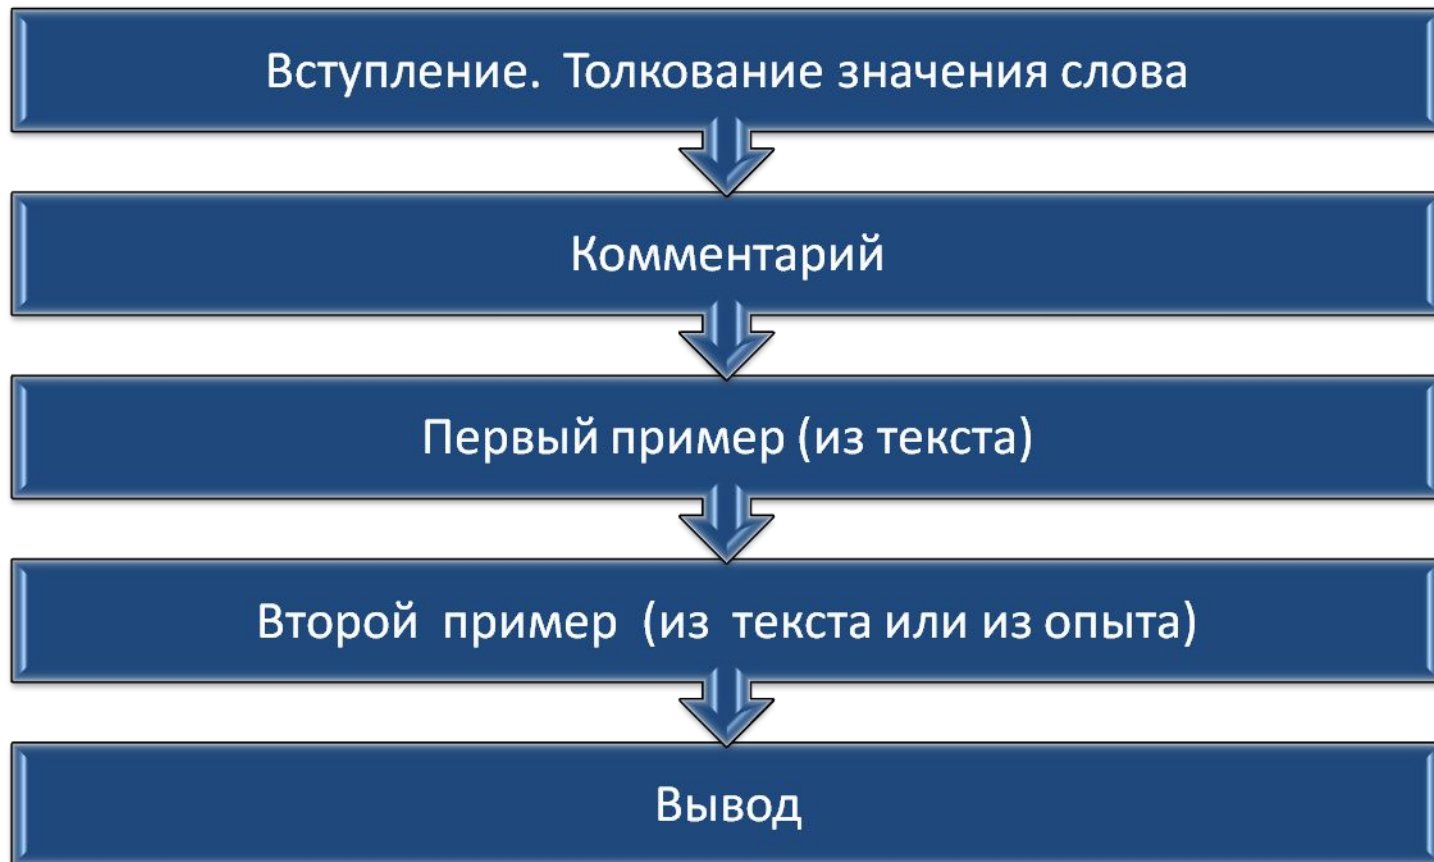 Вступление. Толкование значения слова
Комментарий
Первый пример (из текста)
Второй пример (из текста или из опыта)
Вывод